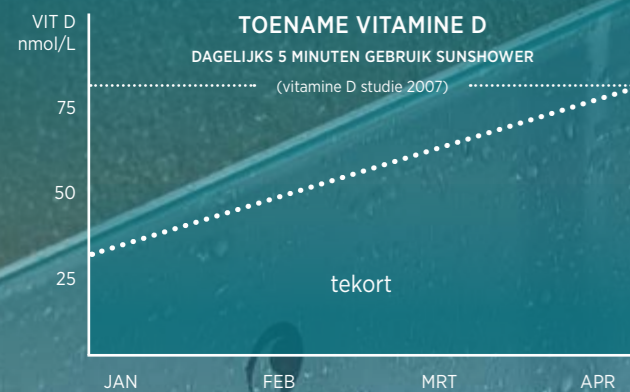 VIT D
nmol/L
TOENAME VITAMINE D
DAGELIJKS 5 MINUTEN GEBRUIK SUNSHOWER
(vitamine D studie 2007)
75
50
25
tekort
JAN FEB MRT APR